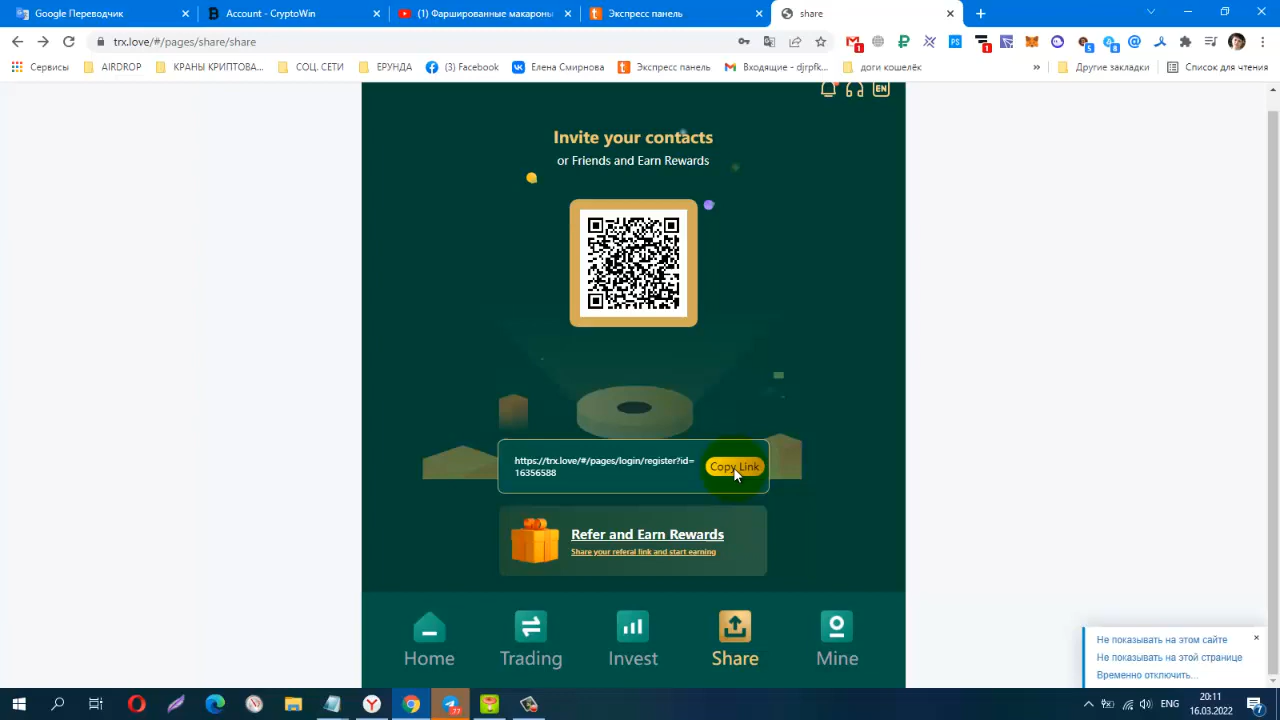 Google Переводчик
Account - CryptoWin
(1) Фаршированные макароны
Экспресс панель
share
trx.love/#/pages/share/share
Сервисы
AIRDROP
КРАНЫ КРИПТОВА...
СОЦ. СЕТИ
ЕРУНДА
(3) Facebook
Елена Смирнова
Экспресс панель
Входящие - djrpfk...
доги кошелёк
»
Другие закладки
Список для чтения
EN
Invite your contacts
or Friends and Earn Rewards
https://trx.love/#/pages/login/register?id=
16356588
Copy Link
Refer and Earn Rewards
Share your referal link and start earning
Home
Trading
Invest
Share
Mine
Не показывать на этом сайте
Не показывать на этой странице
Временно отключить...
ENG
20:11
16.03.2022